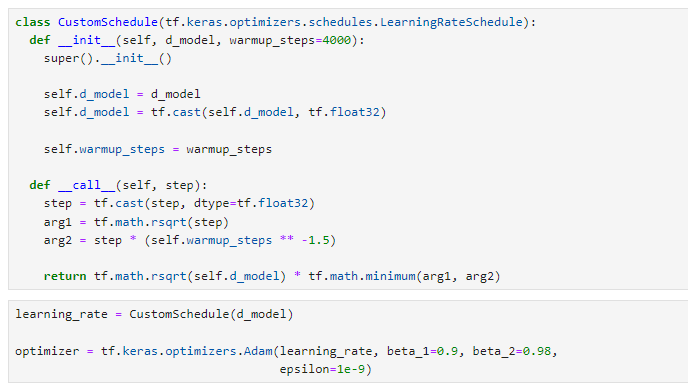 class CustomSchedule(tf.keras.optimizers.schedules.LearningRateSchedule):
  def __init__(self, d_model, warmup_steps=4000):
    super().__init__()

    self.d_model = d_model
    self.d_model = tf.cast(self.d_model, tf.float32)

    self.warmup_steps = warmup_steps

  def __call__(self, step):
    step = tf.cast(step, dtype=tf.float32)
    arg1 = tf.math.rsqrt(step)
    arg2 = step * (self.warmup_steps ** -1.5)

    return tf.math.rsqrt(self.d_model) * tf.math.minimum(arg1, arg2)

learning_rate = CustomSchedule(d_model)

optimizer = tf.keras.optimizers.Adam(learning_rate, beta_1=0.9, beta_2=0.98,
                                     epsilon=1e-9)